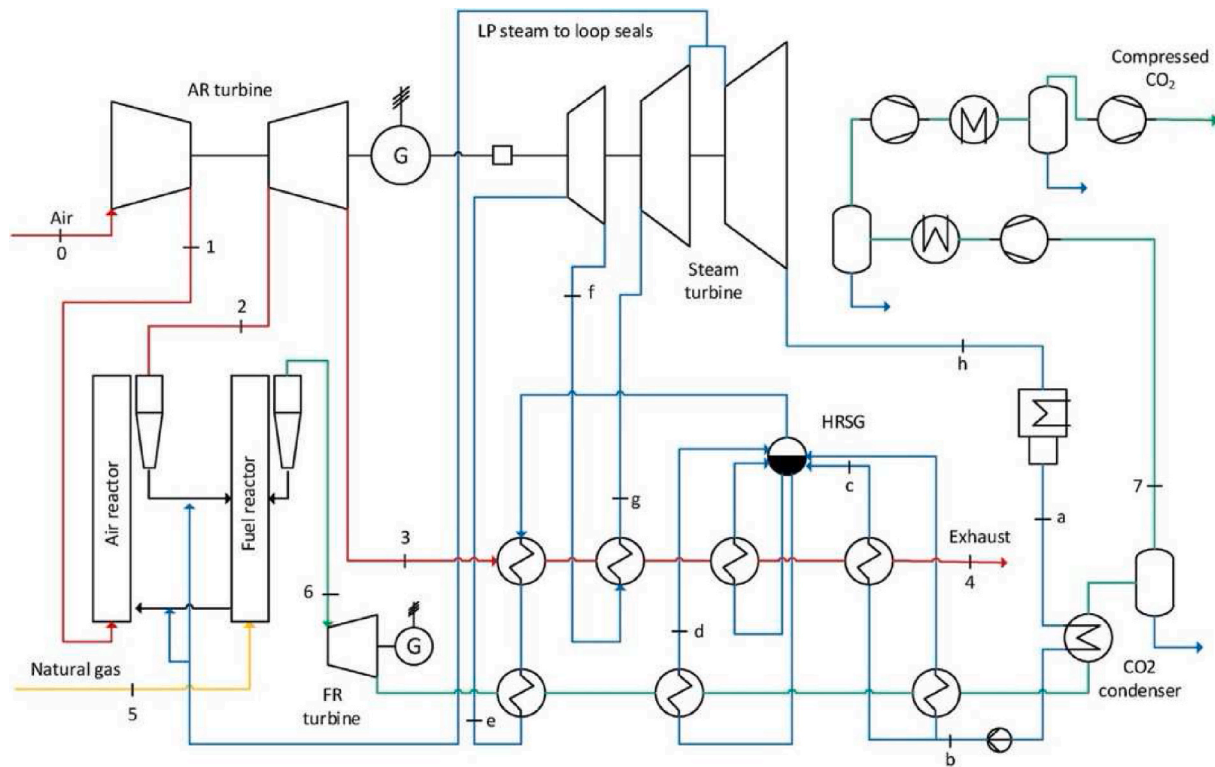 LP steam to loop seals
Compressed
CO2
AR turbine
G
Air
0
1
Steam
turbine
f
2
h
HRSG
Air reactor
Fuel reactor
c
g
7
a
3
Exhaust
4
6
d
G
Natural gas
5
FR
turbine
e
b
CO2
condenser